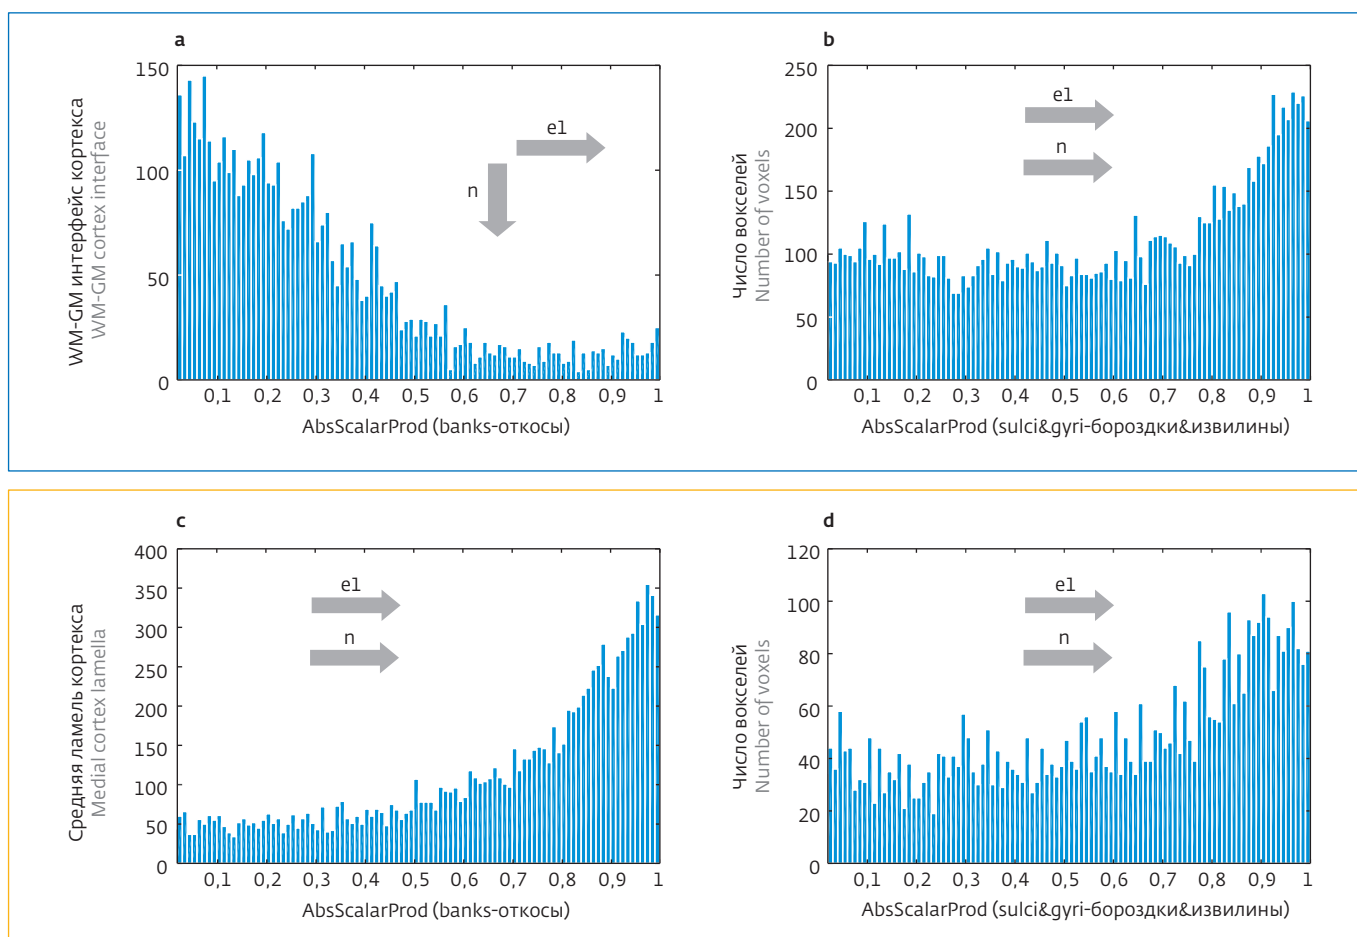 a
WM-GM интерфейс кортекса
WM-GM cortex interface
150
100
50
0
el
n
0,1 0,2 0,3 0,4 0,5 0,6 0,7 0,8 0,9 1
AbsScalarProd (banks-откосы)
b
Число вокселей
Number of voxels
250
200
150
100
50
0
el
n
0,1 0,2 0,3 0,4 0,5 0,6 0,7 0,8 0,9 1
AbsScalarProd (sulci&gyri-бороздки&извилины)
c
Средняя ламель кортекса
Medial cortex lamella
400
350
300
250
200
150
100
50
0
el
n
0,1 0,2 0,3 0,4 0,5 0,6 0,7 0,8 0,9 1
AbsScalarProd (banks-откосы)
d
Число вокселей
Number of voxels
120
100
80
60
40
20
0
el
n
0,1 0,2 0,3 0,4 0,5 0,6 0,7 0,8 0,9 1
AbsScalarProd (sulci&gyri-бороздки&извилины)